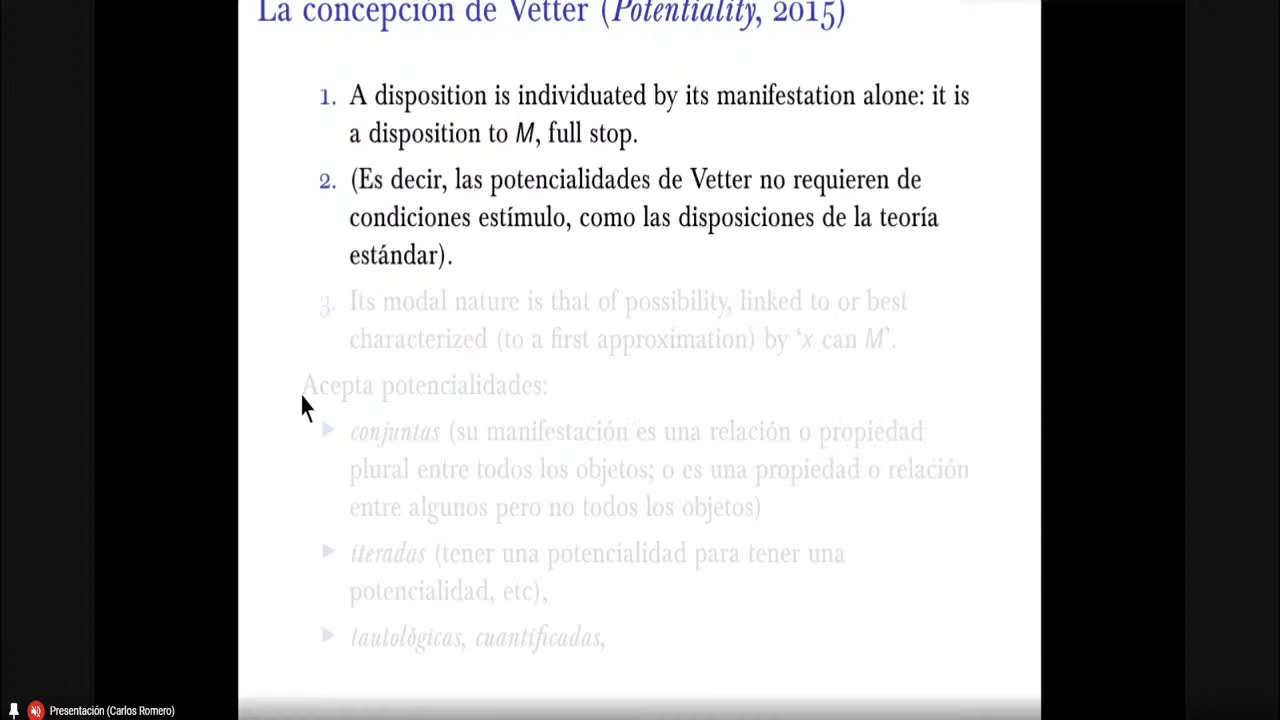 La concepción de Vetter (Potentiality, 2015)
1. A disposition is individuated by its manifestation alone: it is
a disposition to M, full stop.
2. (Es decir, las potencialidades de Vetter no requieren de
condiciones estímulo, como las disposiciones de la teoría
estándar).
3. Its modal nature is that of possibility, linked to or best
characterized (to a first approximation) by ‘x can M’.
Acepta potencialidades:
▶ conjuntas (su manifestación es una relación o propiedad
plural entre todos los objetos; o es una propiedad o relación
entre algunos pero no todos los objetos)
▶ iteradas (tener una potencialidad para tener una
potencialidad, etc),
▶ tautológicas, cuantificadas,
Presentación (Carlos Romero)